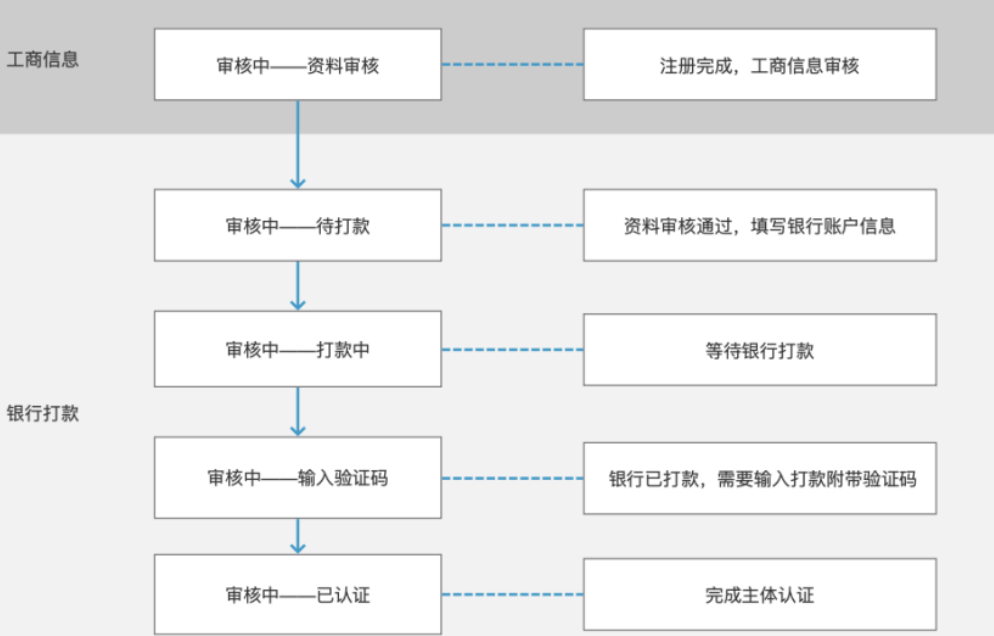 工商信息
审核中——资料审核
注册完成，工商信息审核
审核中——待打款
资料审核通过，填写银行账户信息
审核中——打款中
等待银行打款
银行打款
审核中——输入验证码
银行已打款，需要输入打款附带验证码
审核中——已认证
完成主体认证